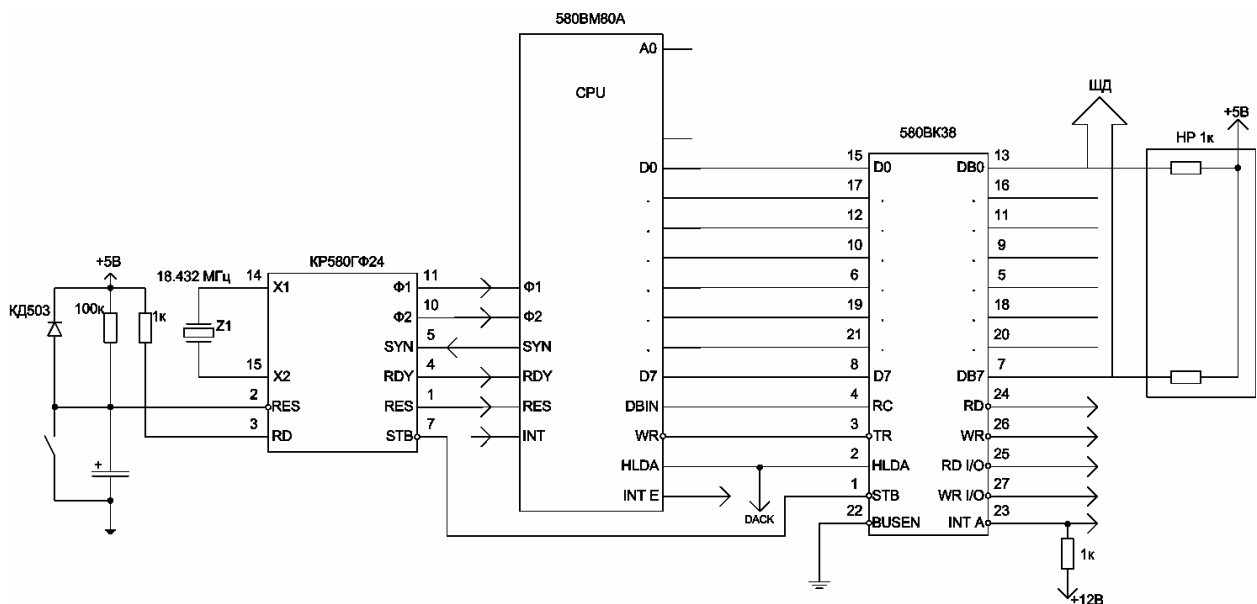 580ВМ80А
A0
CPU
ЩД
+5В
580ВК38
НР 1к
D0
15
D0
DB0
13
17
.
.
16
12
.
.
11
10
.
.
9
КР580ГФ24
+5В
18.432 МГц
14
X1
Ф1
11
Ф1
6
.
.
5
КД503
100к
1к
Z1
Ф2
10
Ф2
19
.
.
18
SYN
5
SYN
21
.
.
20
15
X2
RDY
4
RDY
D7
8
D7
DB7
7
2
RES
RES
1
RES
DBIN
4
RC
RD
24
3
RD
STB
7
INT
WR
3
TR
WR
26
+
HLDA
2
HLDA
RD I/O
25
INT E
1
STB
WR I/O
27
DACK
22
BUSEN
INT A
23
1к
+12В